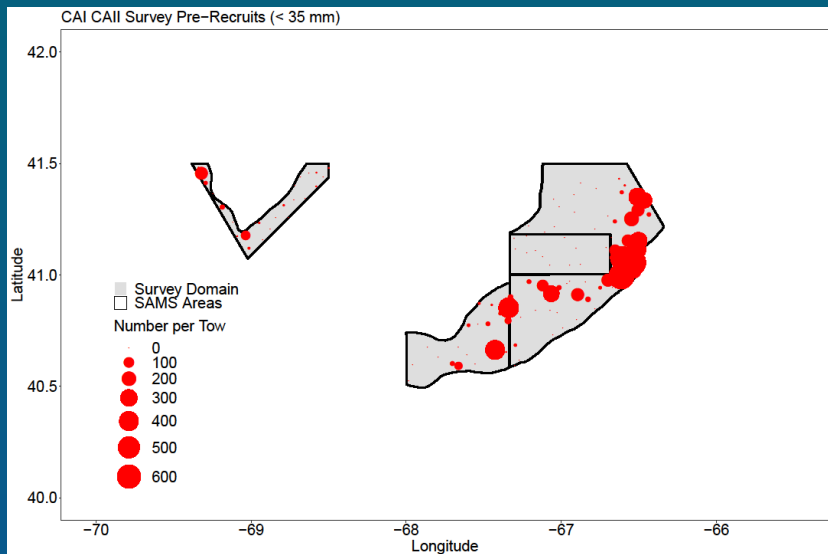 CAI CAII Survey Pre−Recruits (< 35 mm)
42.0
41.5
41.0
40.5
40.0
Latitude
Survey Domain
SAMS Areas
Number per Tow
0
100
200
300
400
500
600
−70 −69 −68 −67 −66
Longitude